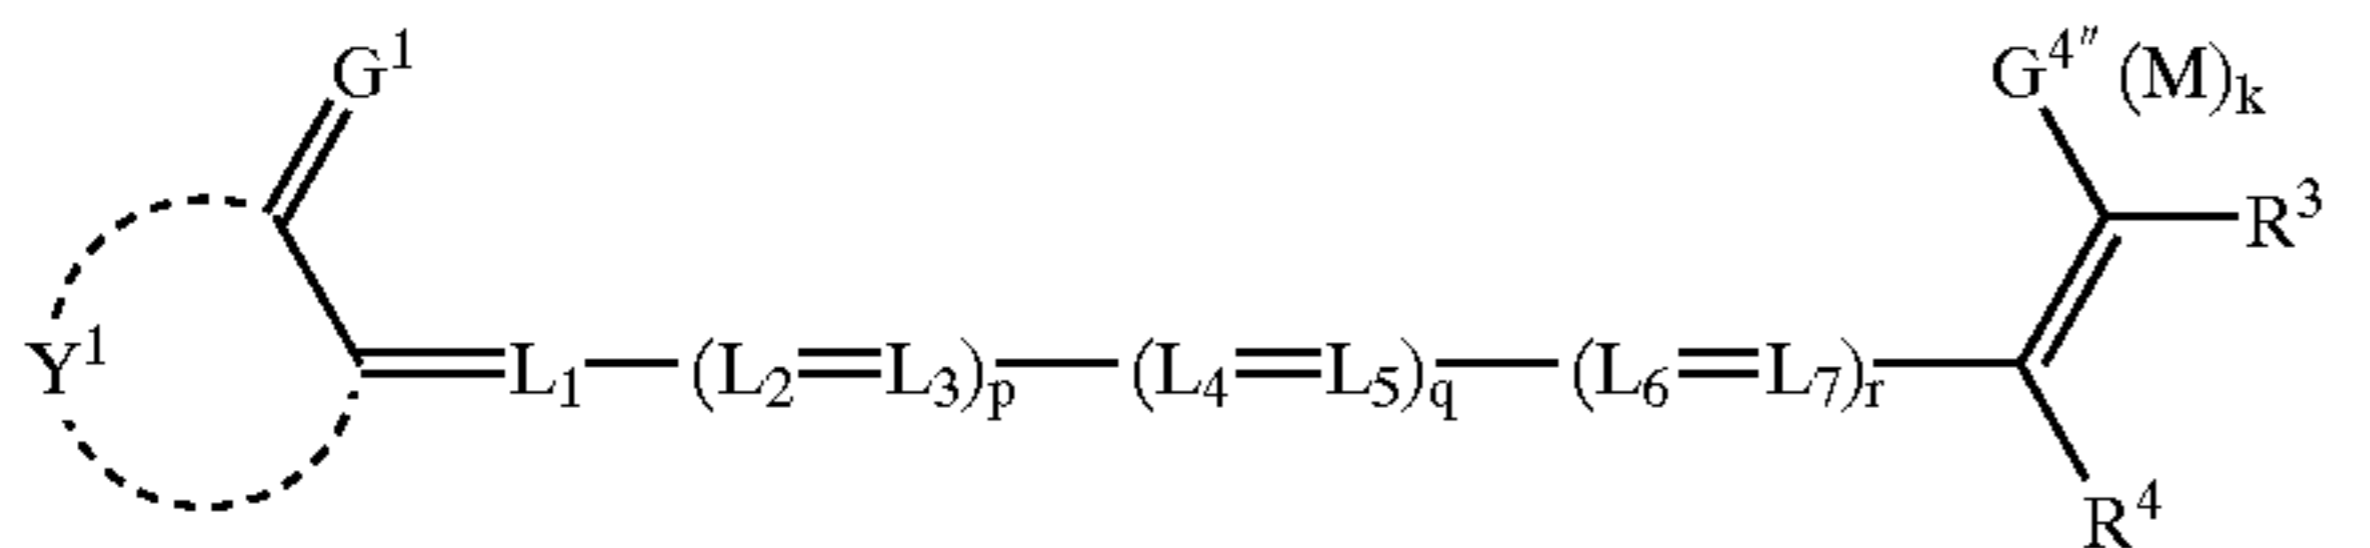 G¹ G⁴″ (M)ₖ
R³
Y¹ L₁—(L₂=L₃)ₚ—(L₄=L₅)q—(L₆=L₇)ᵣ
R⁴